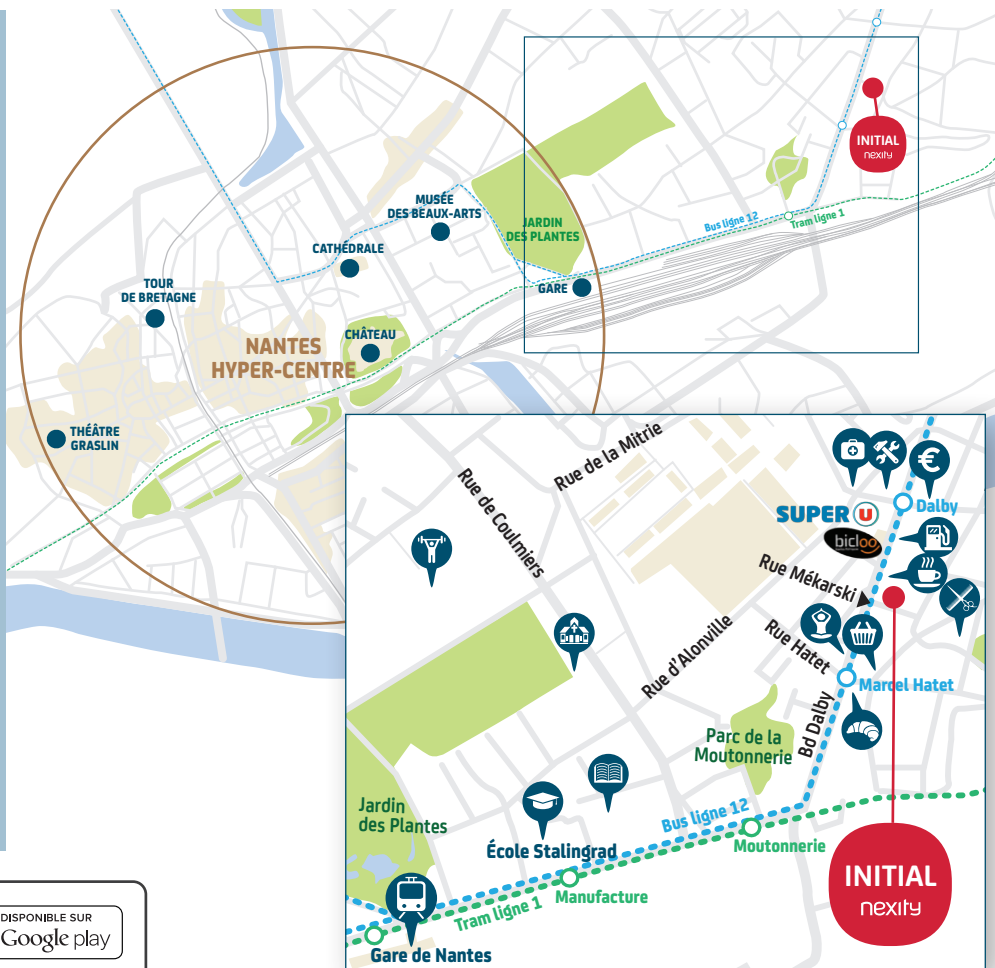 INITIAL
nexity
MUSÉE
DES BEAUX-ARTS
JARDIN
DES PLANTES
Bus ligne 12
Tram ligne 1
CATHÉDRALE
TOUR
DE BRETAGNE
GARE
CHÂTEAU
NANTES
HYPER-CENTRE
THÉÂTRE
GRASLIN
Rue de la Mitrie
Rue de Coulmiers
€
SUPER U
Dalby
bicloo
Rue Mékarski
Rue d'Alonville
Rue Hatet
Marcel Hatet
Bd Dalby
Parc de la
Moutonnerie
Jardin
des Plantes
Bus ligne 12
École Stalingrad
Moutonnerie
Manufacture
Tram ligne 1
Gare de Nantes
INITIAL
nexity
DISPONIBLE SUR
Google play